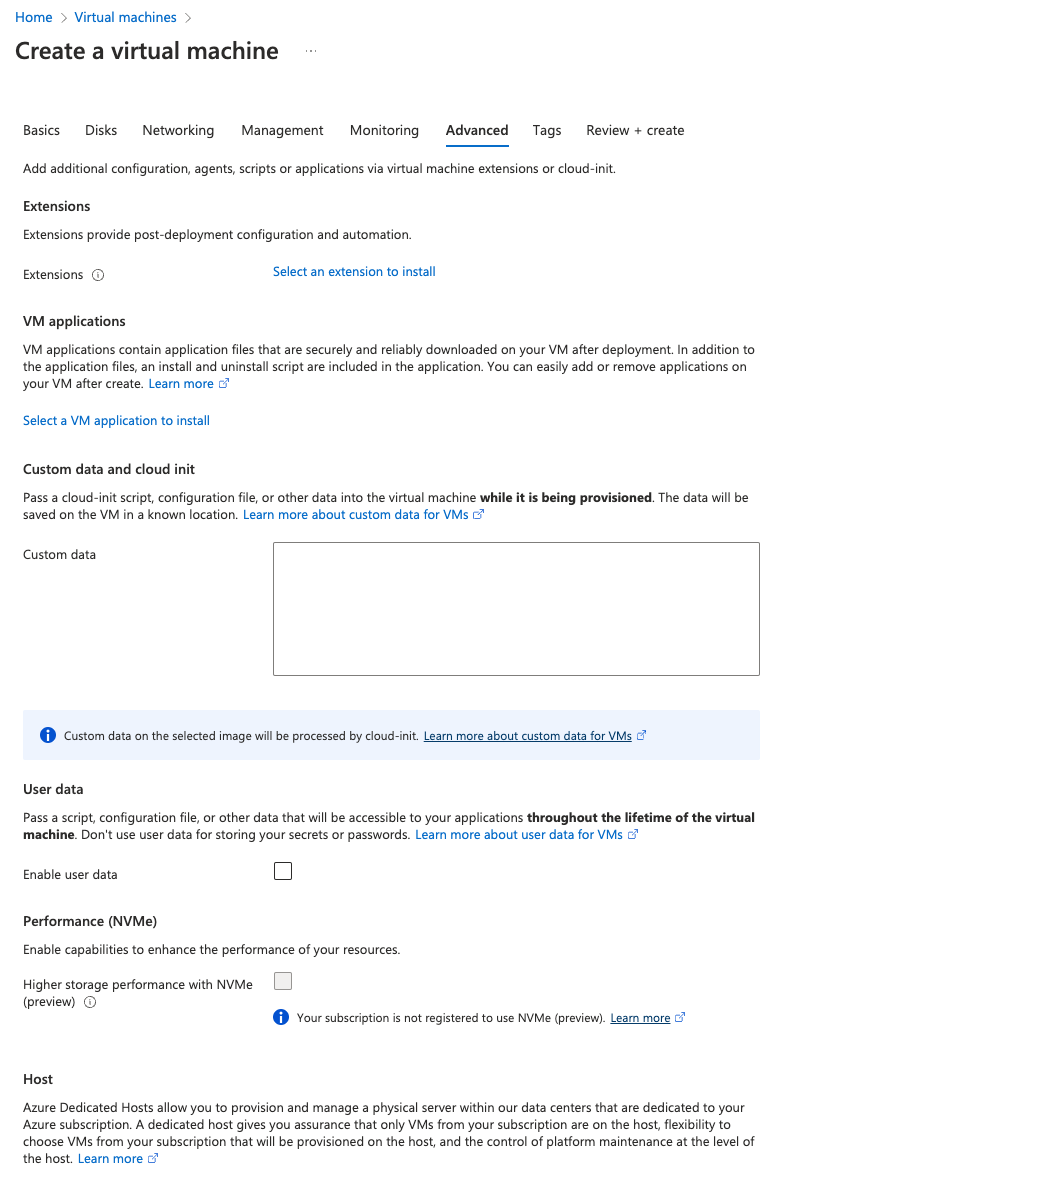 Home > Virtual machines >
Create a virtual machine ...
Basics Disks Networking Management Monitoring Advanced Tags Review + create
Add additional configuration, agents, scripts or applications via virtual machine extensions or cloud-init.
Extensions
Extensions provide post-deployment configuration and automation.
Extensions Select an extension to install
VM applications
VM applications contain application files that are securely and reliably downloaded on your VM after deployment. In addition to
the application files, an install and uninstall script are included in the application. You can easily add or remove applications on
your VM after create. Learn more
Select a VM application to install
Custom data and cloud init
Pass a cloud-init script, configuration file, or other data into the virtual machine while it is being provisioned. The data will be
saved on the VM in a known location. Learn more about custom data for VMs
Custom data
Custom data on the selected image will be processed by cloud-init. Learn more about custom data for VMs
User data
Pass a script, configuration file, or other data that will be accessible to your applications throughout the lifetime of the virtual
machine. Don't use user data for storing your secrets or passwords. Learn more about user data for VMs
Enable user data
Performance (NVMe)
Enable capabilities to enhance the performance of your resources.
Higher storage performance with NVMe
(preview)
Your subscription is not registered to use NVMe (preview). Learn more
Host
Azure Dedicated Hosts allow you to provision and manage a physical server within our data centers that are dedicated to your
Azure subscription. A dedicated host gives you assurance that only VMs from your subscription are on the host, flexibility to
choose VMs from your subscription that will be provisioned on the host, and the control of platform maintenance at the level of
the host. Learn more